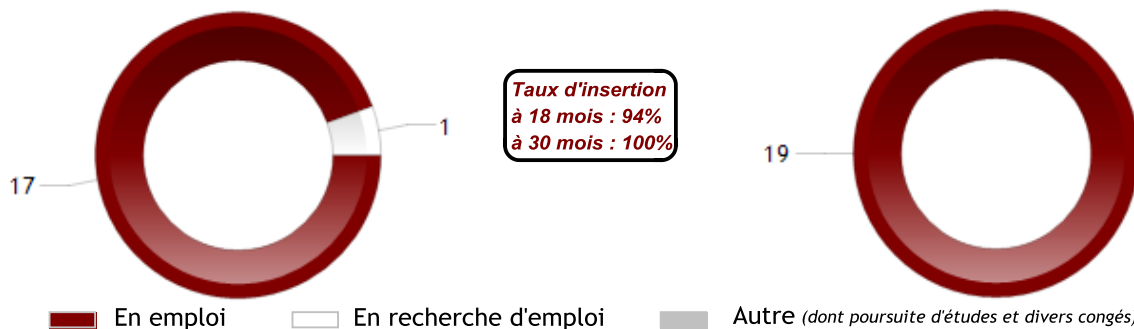 Taux d'insertion
à 18 mois : 94%
à 30 mois : 100%
1
17
19
En emploi
En recherche d'emploi
Autre (dont poursuite d'études et divers congés)